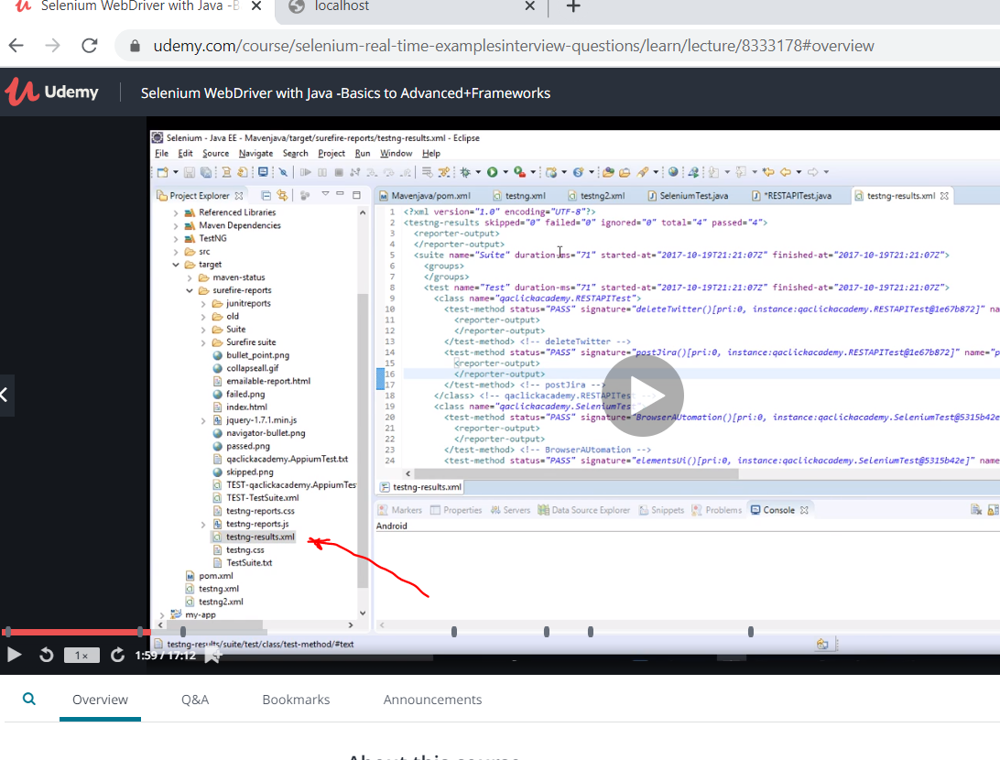 Selenium WebDriver with Java -B
localhost
udemy.com/course/selenium-real-time-examplesinterview-questions/learn/lecture/8333178#overview
Udemy
Selenium WebDriver with Java -Basics to Advanced+Frameworks
Selenium - Java EE - Mavenjava/target/surefire-reports/testng-results.xml - Eclipse
File Edit Source Navigate Search Project Run Window Help
Project Explorer
Referenced Libraries
Maven Dependencies
TestNG
src
target
maven-status
surefire-reports
junitreports
old
Suite
Surefire suite
bullet_point.png
collapseall.gif
emailable-report.html
failed.png
index.html
jquery-1.7.1.min.js
navigator-bullet.png
passed.png
qaclickacademy.AppiumTest.txt
skipped.png
TEST-qaclickacademy.AppiumTes
TEST-TestSuite.xml
testng-reports.css
testng-reports.js
testng-results.xml
testng.css
TestSuite.txt
pom.xml
testng.xml
testng2.xml
my-app
Mavenjava/pom.xml testng.xml testng2.xml SeleniumTest.java *RESTAPITest.java testng-results.xml
1 <?xml version="1.0" encoding="UTF-8"?>
2 <testng-results skipped="0" failed="0" ignored="0" total="4" passed="4">
3 <reporter-output>
4 </reporter-output>
5 <suite name="Suite" duration-ms="71" started-at="2017-10-19T21:21:07Z" finished-at="2017-10-19T21:21:07Z">
6 <groups>
7 </groups>
8 <test name="Test" duration-ms="71" started-at="2017-10-19T21:21:07Z" finished-at="2017-10-19T21:21:07Z">
9 <class name="qaclickacademy.RESTAPITest">
10 <test-method status="PASS" signature="deleteTwitter()[pri:0, instance:qaclickacademy.RESTAPITest@1e67b872]" na
11 <reporter-output>
12 </reporter-output>
13 </test-method> <!-- deleteTwitter -->
14 <test-method status="PASS" signature="postJira()[pri:0, instance:qaclickacademy.RESTAPITest@1e67b872]" name="p
15 <reporter-output>
16 </reporter-output>
17 </test-method> <!-- postJira -->
18 </class> <!-- qaclickacademy.RESTAPITest -->
19 <class name="qaclickacademy.SeleniumTest
20 <test-method status="PASS" signature="BrowserAUtomation()[pri:0, instance:qaclickacademy.SeleniumTest@5315b42e
21 <reporter-output>
22 </reporter-output>
23 </test-method> <!-- BrowserAUtomation -->
24 <test-method status="PASS" signature="elementsUi()[pri:0, instance:qaclickacademy.SeleniumTest@5315b42e]" name
testng-results.xml
Markers Properties Servers Data Source Explorer Snippets Problems Console
Android
testng-results/suite/test/class/test-method/#text
1× 1:59 / 17:12
Overview Q&A Bookmarks Announcements
About this course